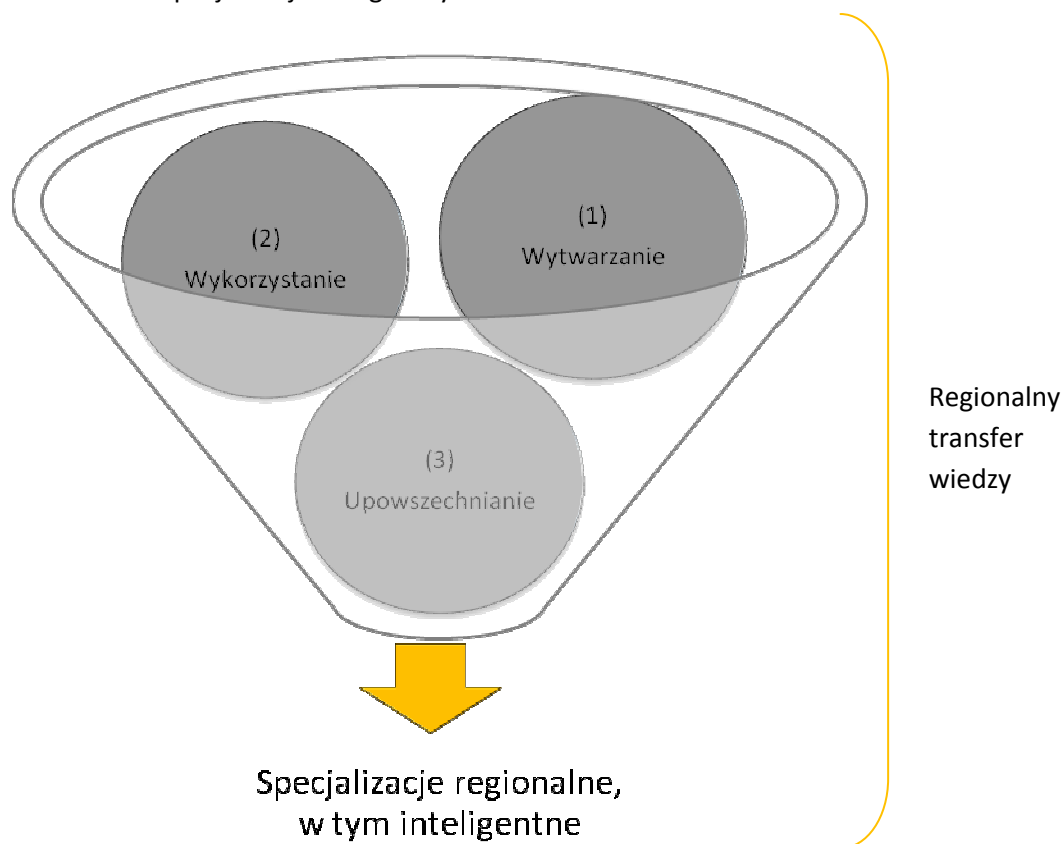 (2)
Wykorzystanie
(1)
Wytwarzanie
(3)
Upowszechnianie
Regionalny
transfer
wiedzy
Specjalizacje regionalne,
w tym inteligentne